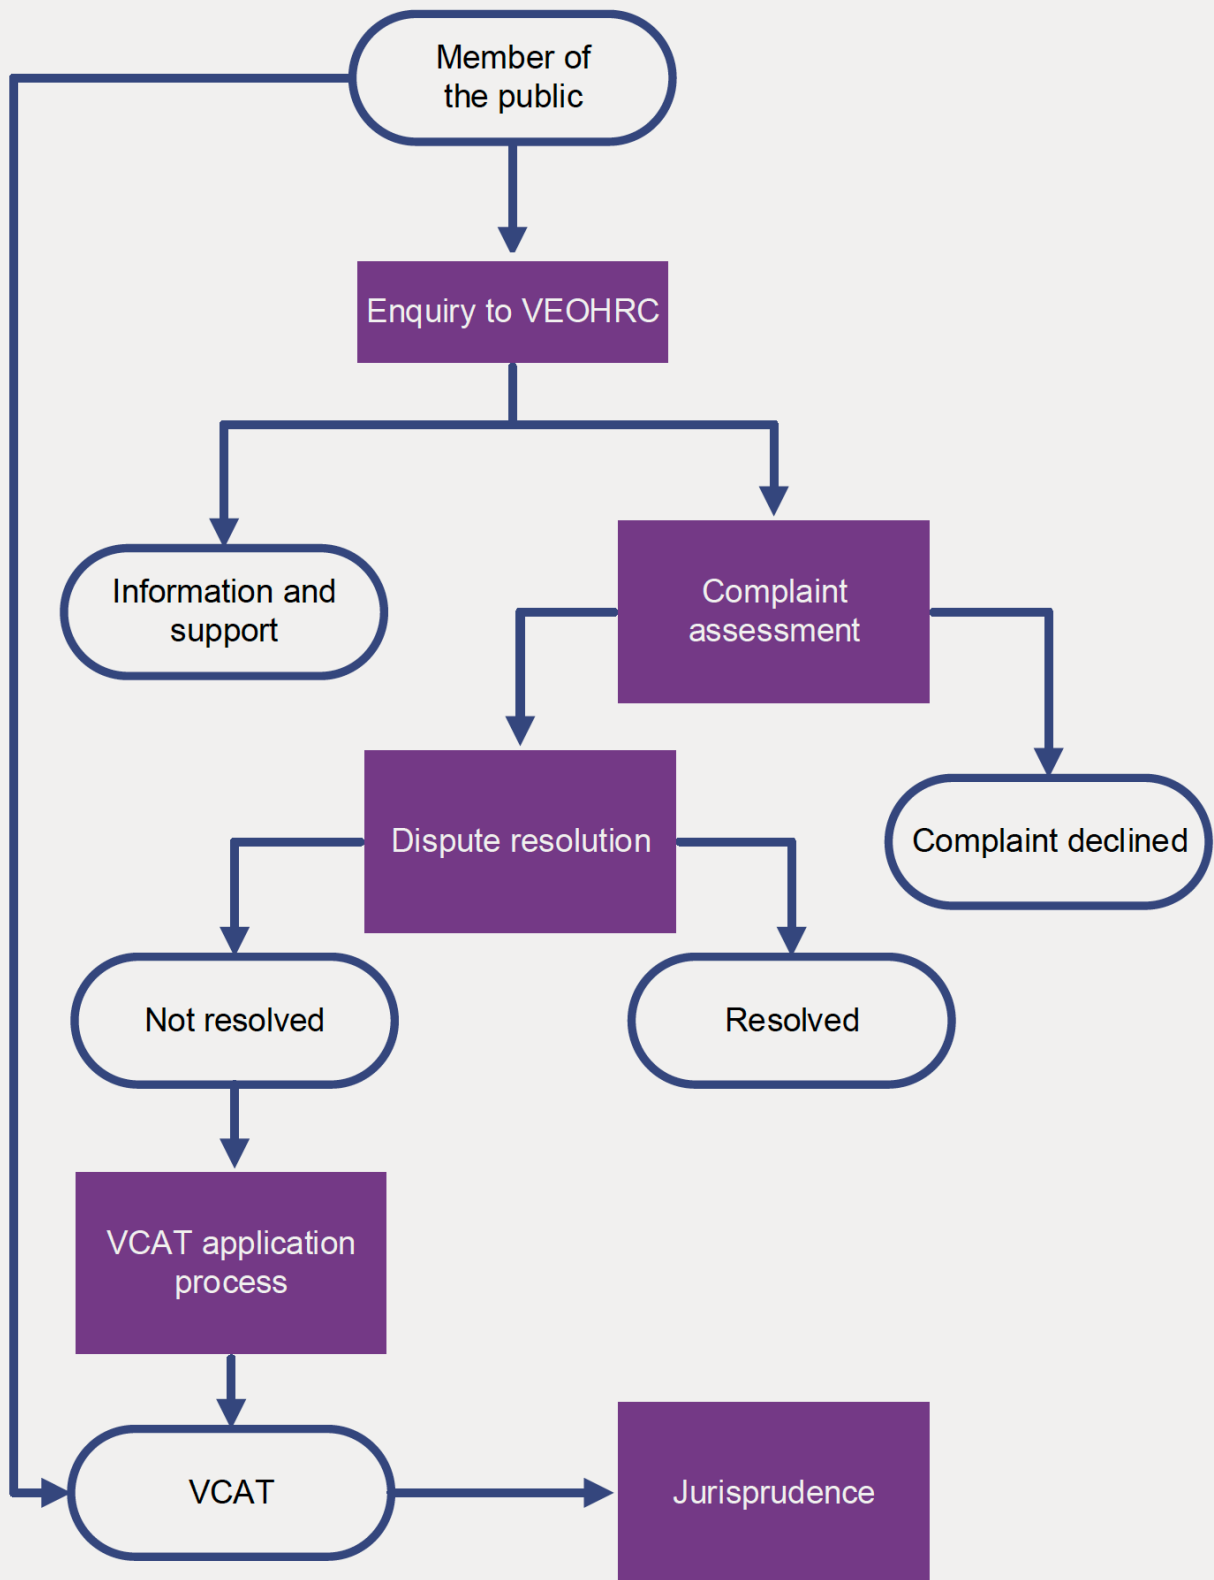 Member of
the public
Enquiry to VEOHRC
Information and
support
Complaint
assessment
Dispute resolution
Complaint declined
Not resolved
Resolved
VCAT application
process
VCAT
Jurisprudence